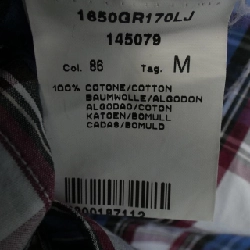 1650GR170LJ
145079
Col. 86 Tag. M
100% COTONE/COTTON
BAUMWOLLE/ALGODON
ALGODAO/COTON
KATOEN/BOMULL
CADAS/BOMULD